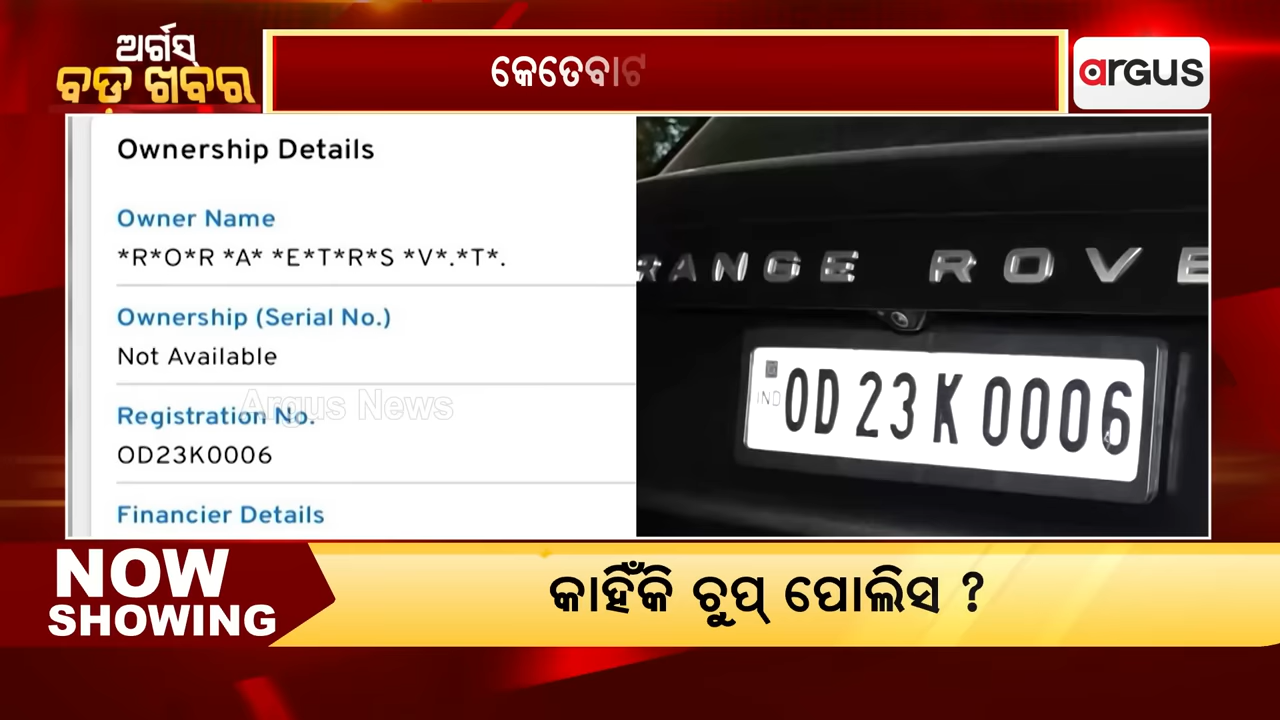 ଅର୍ଗସ୍
ବଡ଼ ଖବର
କେତେବାଟ
argus
Ownership Details
Owner Name
*R*O*R *A* *E*T*R*S *V*.*T*.
Ownership (Serial No.)
Not Available
Argus News
Registration No.
OD23K0006
Financier Details
RANGE ROVE
IND
OD 23 K 0006
NOW
SHOWING
କାହିଁକି ଚୁପ୍ ପୋଲିସ ?